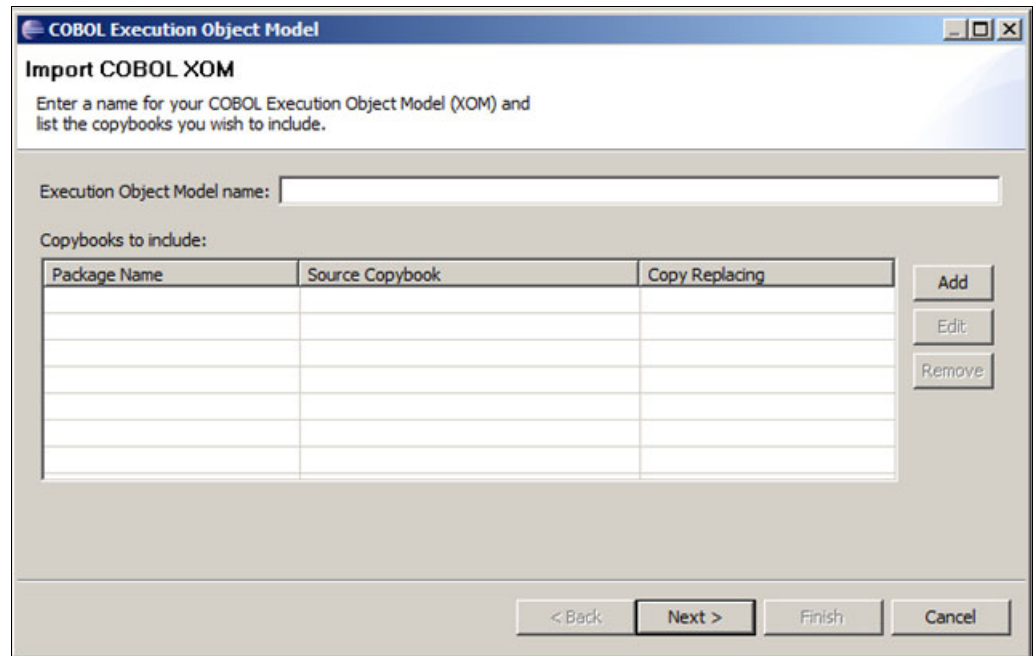 COBOL Execution Object Model
Import COBOL XOM
Enter a name for your COBOL Execution Object Model (XOM) and
list the copybooks you wish to include.
Execution Object Model name:
Copybooks to include:
Package Name Source Copybook Copy Replacing
Add
Edit
Remove
< Back Next > Finish Cancel